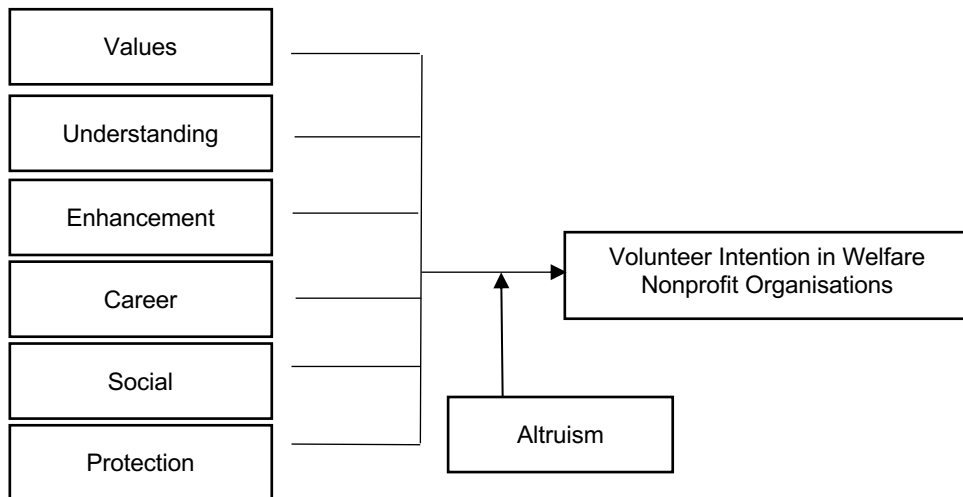 Values
Understanding
Enhancement
Career
Social
Protection
Volunteer Intention in Welfare
Nonprofit Organisations
Altruism